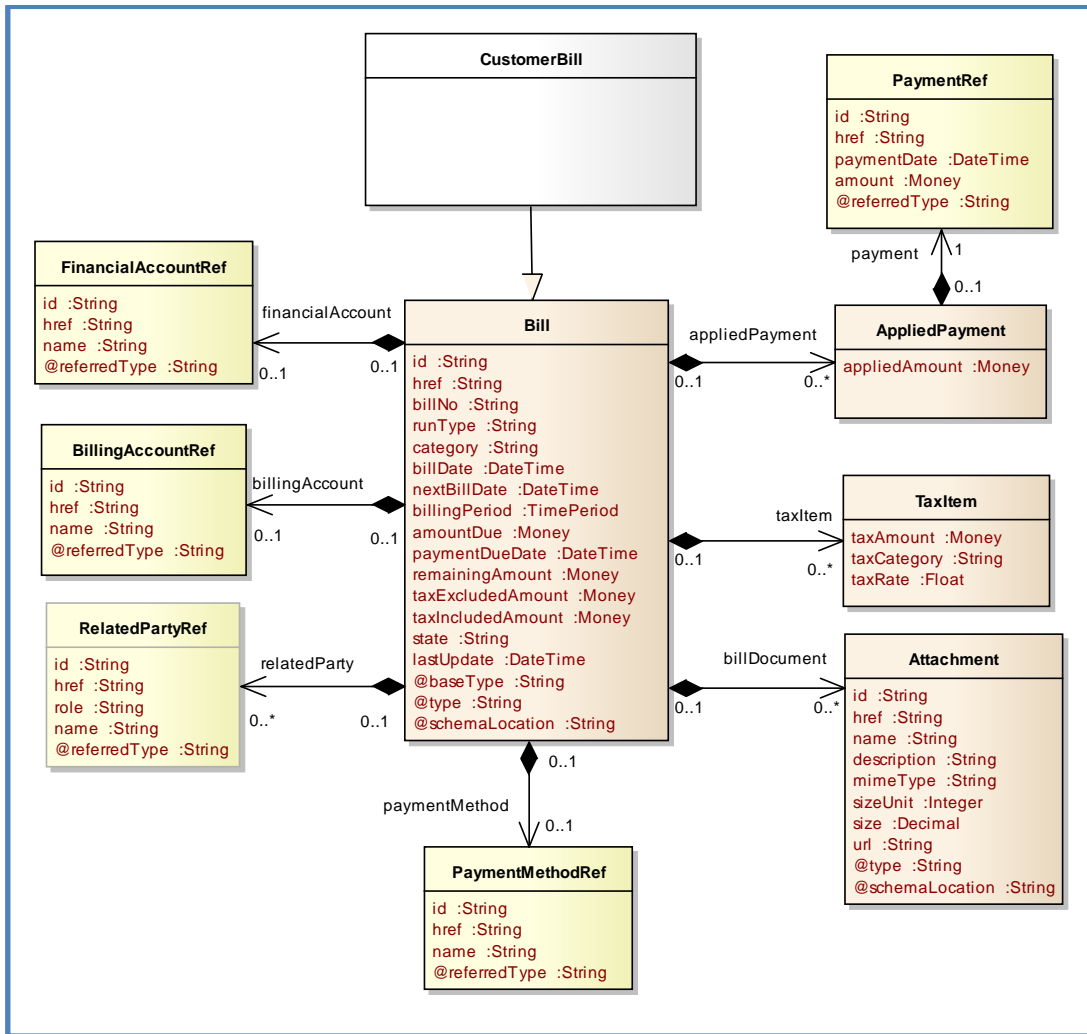 CustomerBill
PaymentRef
id :String
href :String
paymentDate :DateTime
amount :Money
@referredType :String
payment
1
0..1
FinancialAccountRef
id :String
href :String
name :String
@referredType :String
financialAccount
0..1
0..1
Bill
id :String
href :String
billNo :String
runType :String
category :String
billDate :DateTime
nextBillDate :DateTime
billingPeriod :TimePeriod
amountDue :Money
paymentDueDate :DateTime
remainingAmount :Money
taxExcludedAmount :Money
taxIncludedAmount :Money
state :String
lastUpdate :DateTime
@baseType :String
@type :String
@schemaLocation :String
appliedPayment
0..1
0..*
AppliedPayment
appliedAmount :Money
BillingAccountRef
id :String
href :String
name :String
@referredType :String
billingAccount
0..1
0..1
taxItem
0..1
0..*
TaxItem
taxAmount :Money
taxCategory :String
taxRate :Float
RelatedPartyRef
id :String
href :String
role :String
name :String
@referredType :String
relatedParty
0..*
0..1
billDocument
0..1
0..*
Attachment
id :String
href :String
name :String
description :String
mimeType :String
sizeUnit :Integer
size :Decimal
url :String
@type :String
@schemaLocation :String
0..1
paymentMethod
0..1
PaymentMethodRef
id :String
href :String
name :String
@referredType :String